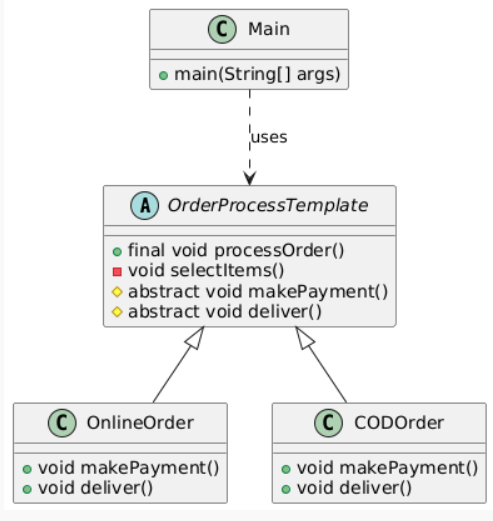 C Main
main(String[] args)
uses
A OrderProcessTemplate
final void processOrder()
void selectItems()
abstract void makePayment()
abstract void deliver()
C OnlineOrder
void makePayment()
void deliver()
C CODOrder
void makePayment()
void deliver()